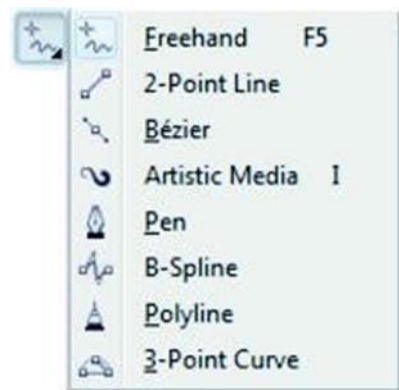 Freehand F5
2-Point Line
Bézier
Artistic Media I
Pen
B-Spline
Polyline
3-Point Curve